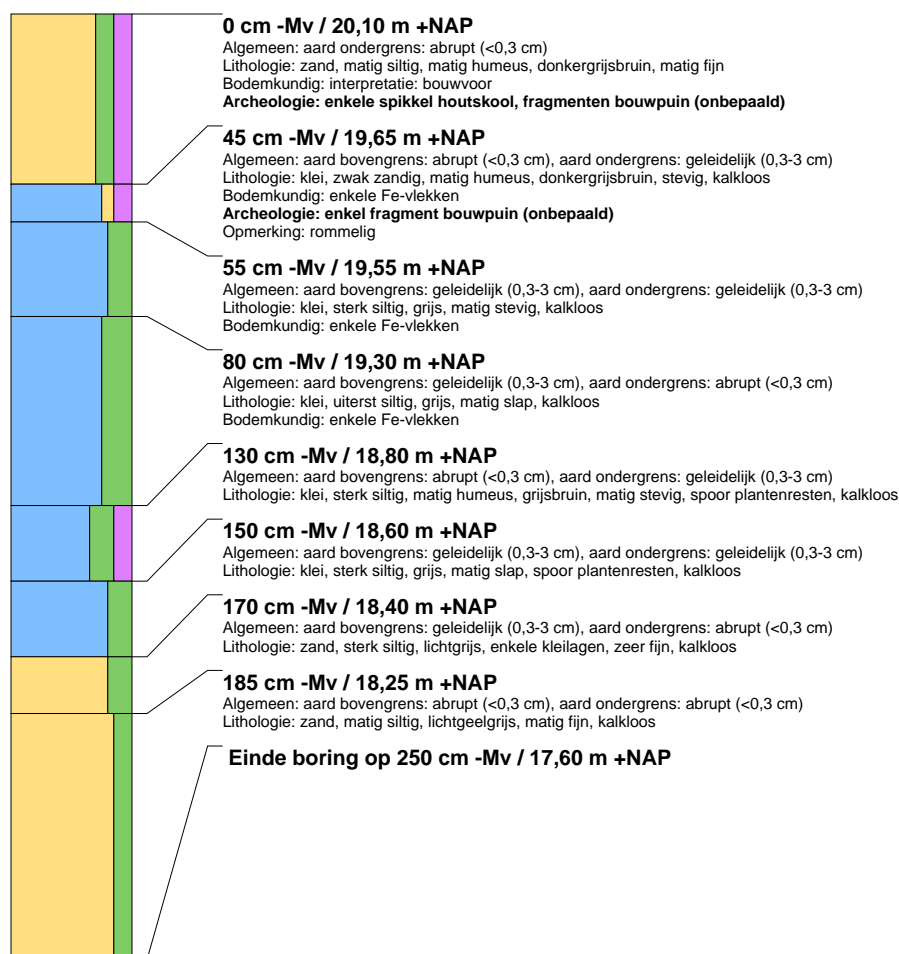 0 cm -Mv / 20,10 m +NAP
Algemeen: aard ondergrens: abrupt (<0,3 cm)
Lithologie: zand, matig siltig, matig humeus, donkergrijsbruin, matig fijn
Bodemkundig: interpretatie: bouwvoor
Archeologie: enkele spikkel houtskool, fragmenten bouwpuin (onbepaald)
45 cm -Mv / 19,65 m +NAP
Algemeen: aard bovengrens: abrupt (<0,3 cm), aard ondergrens: geleidelijk (0,3-3 cm)
Lithologie: klei, zwak zandig, matig humeus, donkergrijsbruin, stevig, kalkloos
Bodemkundig: enkele Fe-vlekken
Archeologie: enkel fragment bouwpuin (onbepaald)
Opmerking: rommelig
55 cm -Mv / 19,55 m +NAP
Algemeen: aard bovengrens: geleidelijk (0,3-3 cm), aard ondergrens: geleidelijk (0,3-3 cm)
Lithologie: klei, sterk siltig, grijs, matig stevig, kalkloos
Bodemkundig: enkele Fe-vlekken
80 cm -Mv / 19,30 m +NAP
Algemeen: aard bovengrens: geleidelijk (0,3-3 cm), aard ondergrens: abrupt (<0,3 cm)
Lithologie: klei, uiterst siltig, grijs, matig slap, kalkloos
Bodemkundig: enkele Fe-vlekken
130 cm -Mv / 18,80 m +NAP
Algemeen: aard bovengrens: abrupt (<0,3 cm), aard ondergrens: geleidelijk (0,3-3 cm)
Lithologie: klei, sterk siltig, matig humeus, grijsbruin, matig stevig, spoor plantenresten, kalkloos
150 cm -Mv / 18,60 m +NAP
Algemeen: aard bovengrens: geleidelijk (0,3-3 cm), aard ondergrens: geleidelijk (0,3-3 cm)
Lithologie: klei, sterk siltig, grijs, matig slap, spoor plantenresten, kalkloos
170 cm -Mv / 18,40 m +NAP
Algemeen: aard bovengrens: geleidelijk (0,3-3 cm), aard ondergrens: abrupt (<0,3 cm)
Lithologie: zand, sterk siltig, lichtgrijs, enkele kleilagen, zeer fijn, kalkloos
185 cm -Mv / 18,25 m +NAP
Algemeen: aard bovengrens: abrupt (<0,3 cm), aard ondergrens: abrupt (<0,3 cm)
Lithologie: zand, matig siltig, lichtgeelgrijs, matig fijn, kalkloos
Einde boring op 250 cm -Mv / 17,60 m +NAP